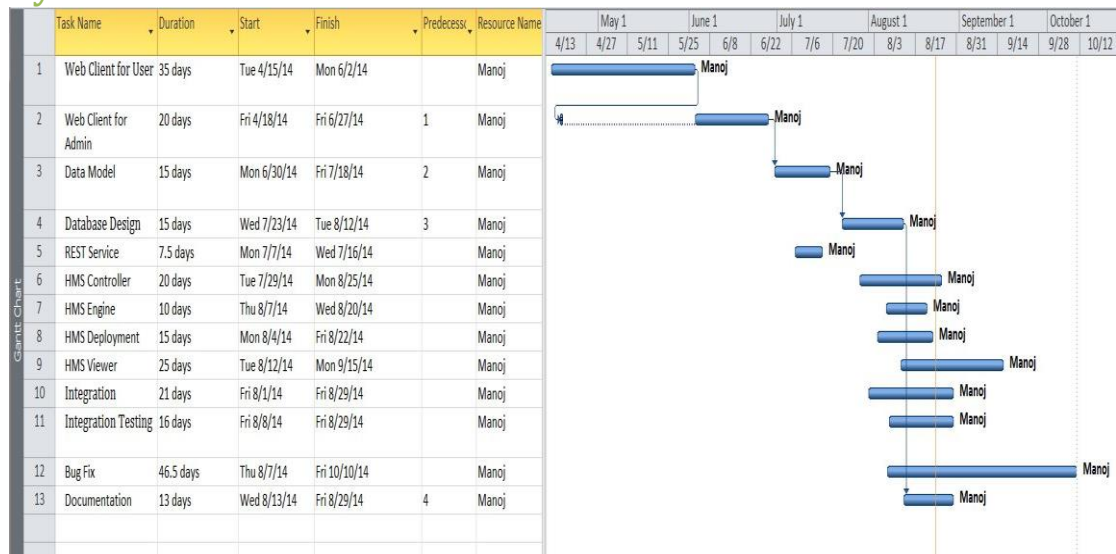 Task Name Duration Start Finish Predecessc Resource Name
May 1 June 1 July 1 August 1 September 1 October 1
4/13 4/27 5/11 5/25 6/8 6/22 7/6 7/20 8/3 8/17 8/31 9/14 9/28 10/12
1 Web Client for User 35 days Tue 4/15/14 Mon 6/2/14 Manoj Manoj
2 Web Client for 20 days Fri 4/18/14 Fri 6/27/14 1 Manoj Manoj
Admin
3 Data Model 15 days Mon 6/30/14 Fri 7/18/14 2 Manoj Manoj
4 Database Design 15 days Wed 7/23/14 Tue 8/12/14 3 Manoj Manoj
5 REST Service 7.5 days Mon 7/7/14 Wed 7/16/14 Manoj Manoj
6 HMS Controller 20 days Tue 7/29/14 Mon 8/25/14 Manoj Manoj
7 HMS Engine 10 days Thu 8/7/14 Wed 8/20/14 Manoj Manoj
8 HMS Deployment 15 days Mon 8/4/14 Fri 8/22/14 Manoj Manoj
9 HMS Viewer 25 days Tue 8/12/14 Mon 9/15/14 Manoj Manoj
10 Integration 21 days Fri 8/1/14 Fri 8/29/14 Manoj Manoj
11 Integration Testing 16 days Fri 8/8/14 Fri 8/29/14 Manoj Manoj
12 Bug Fix 46.5 days Thu 8/7/14 Fri 10/10/14 Manoj Manoj
13 Documentation 13 days Wed 8/13/14 Fri 8/29/14 4 Manoj Manoj
Gantt Chart